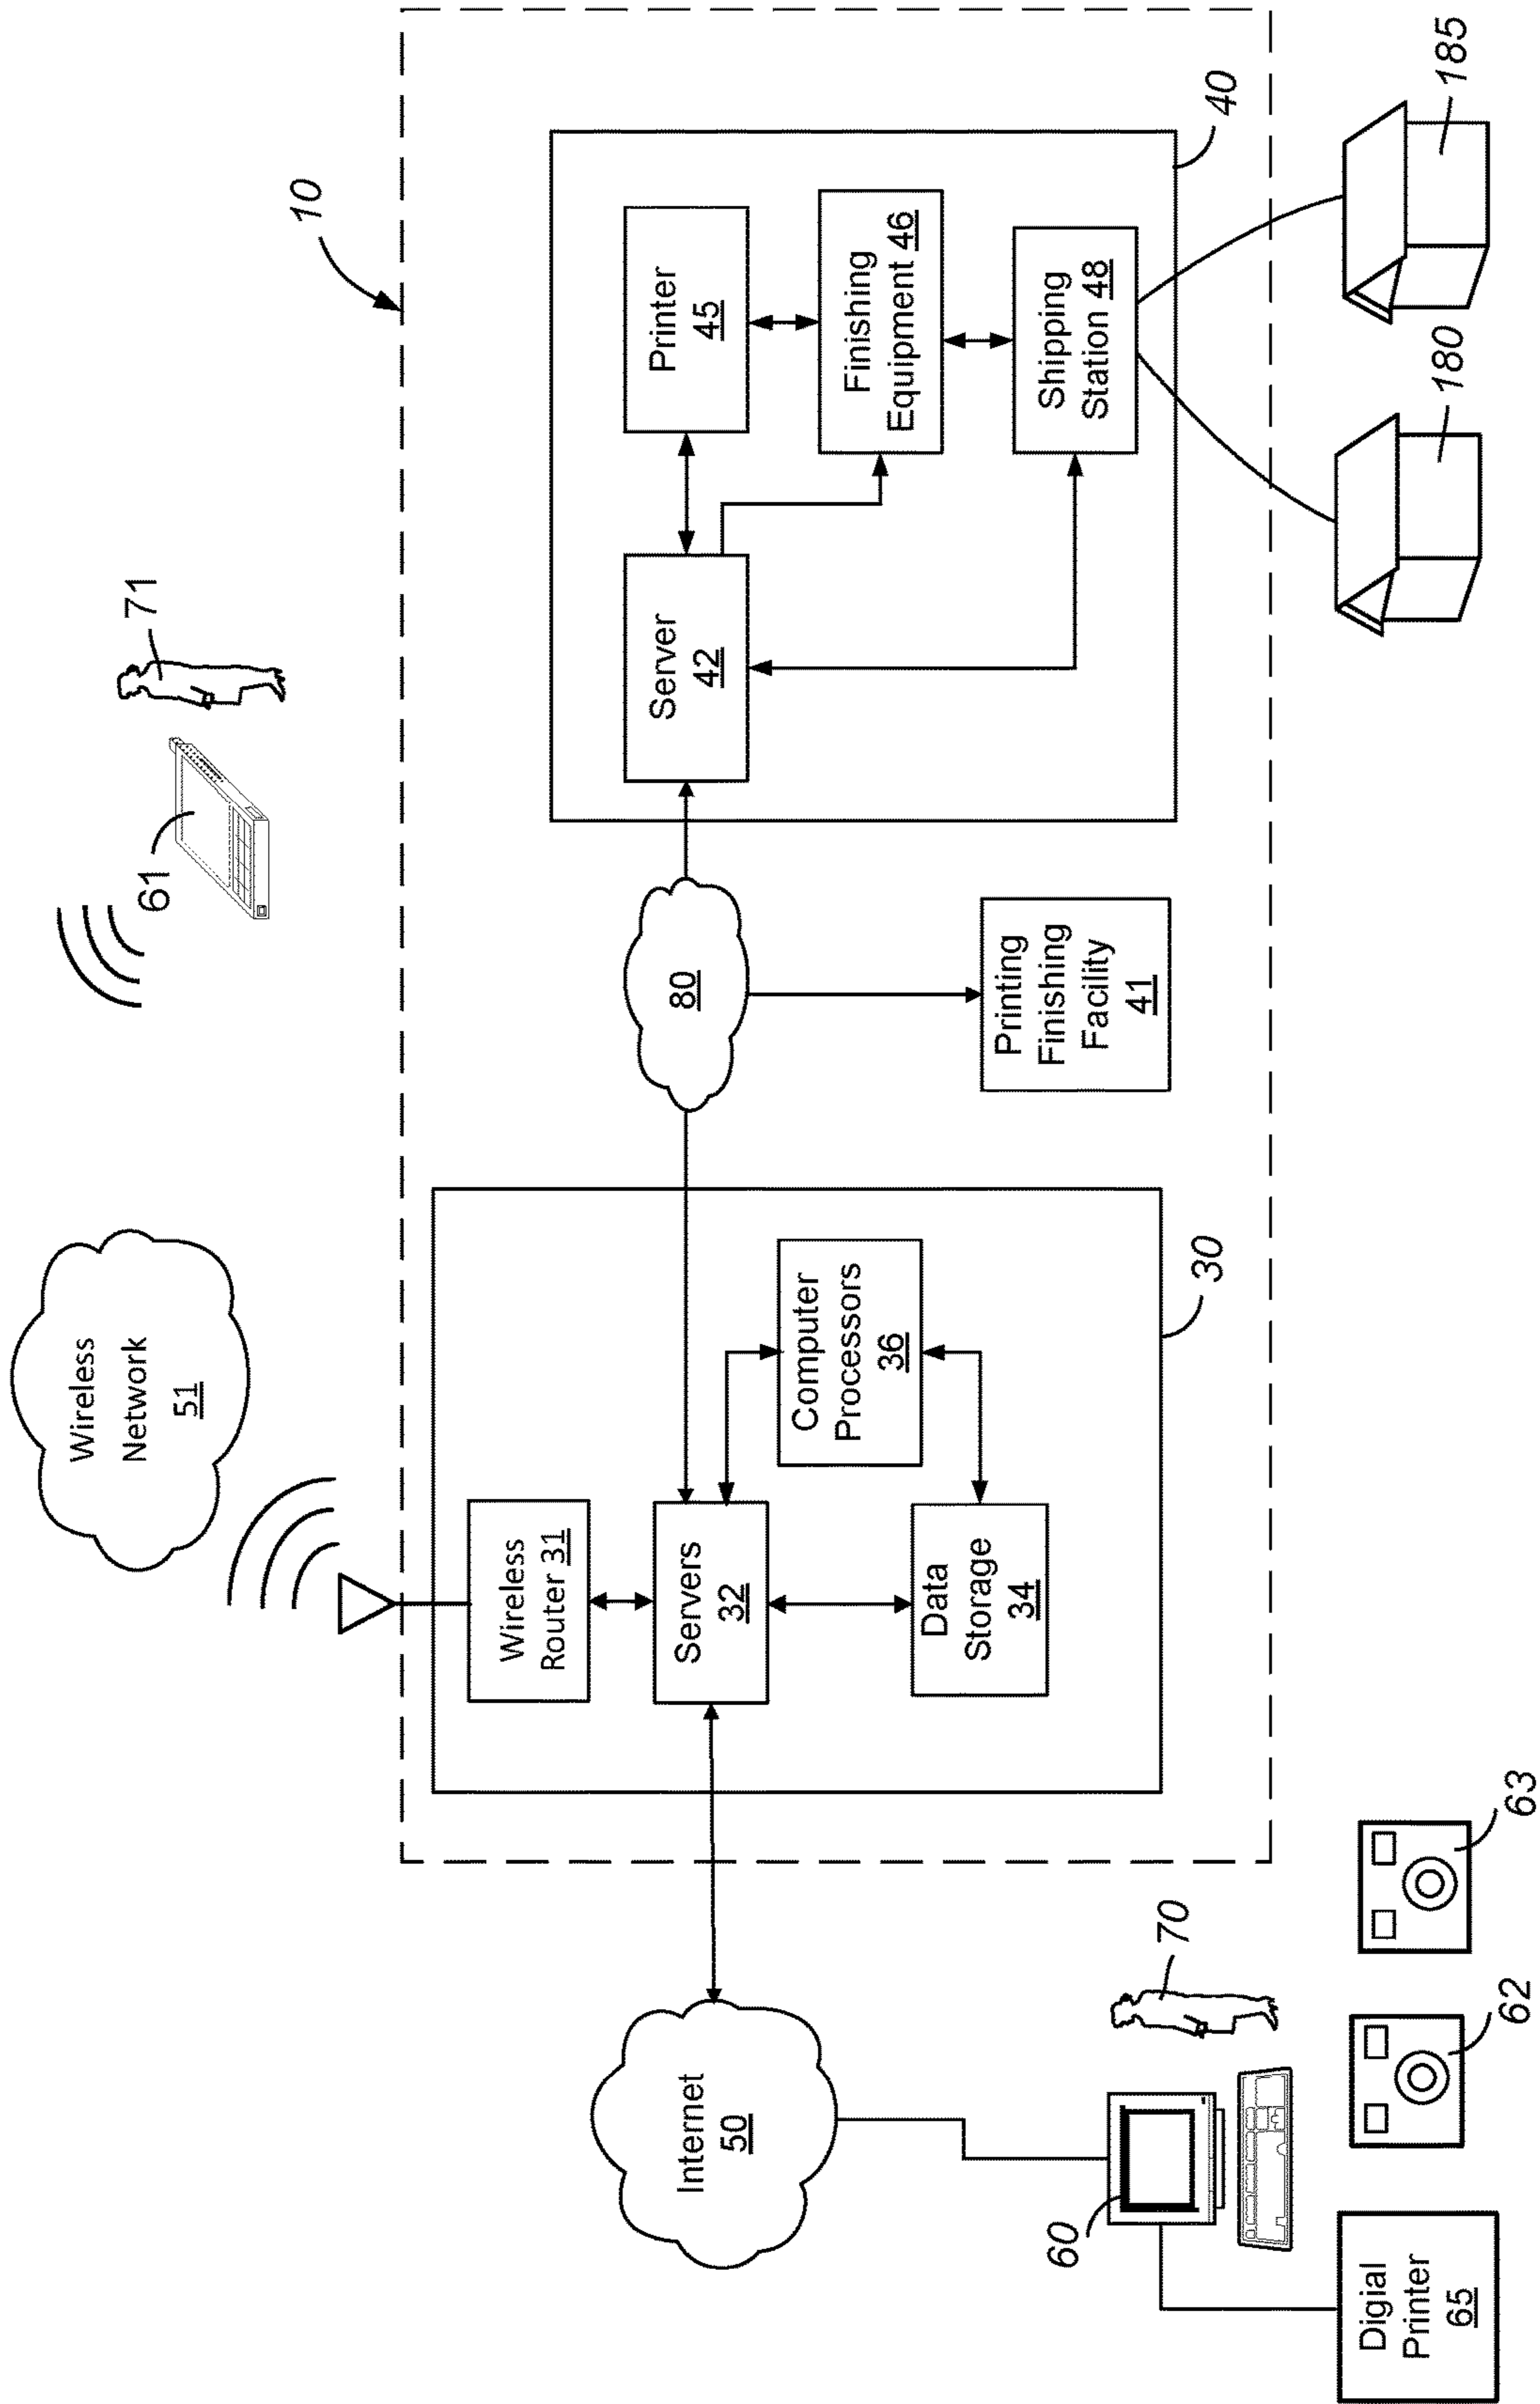 10
Wireless
Network
51
61
71
Internet
50
Wireless
Router 31
Servers
32
Computer
Processors
36
Data
Storage
34
30
80
Printing
Finishing
Facility
41
Server
42
Printer
45
Finishing
Equipment 46
Shipping
Station 48
40
60
70
Digial
Printer
65
62
63
180
185